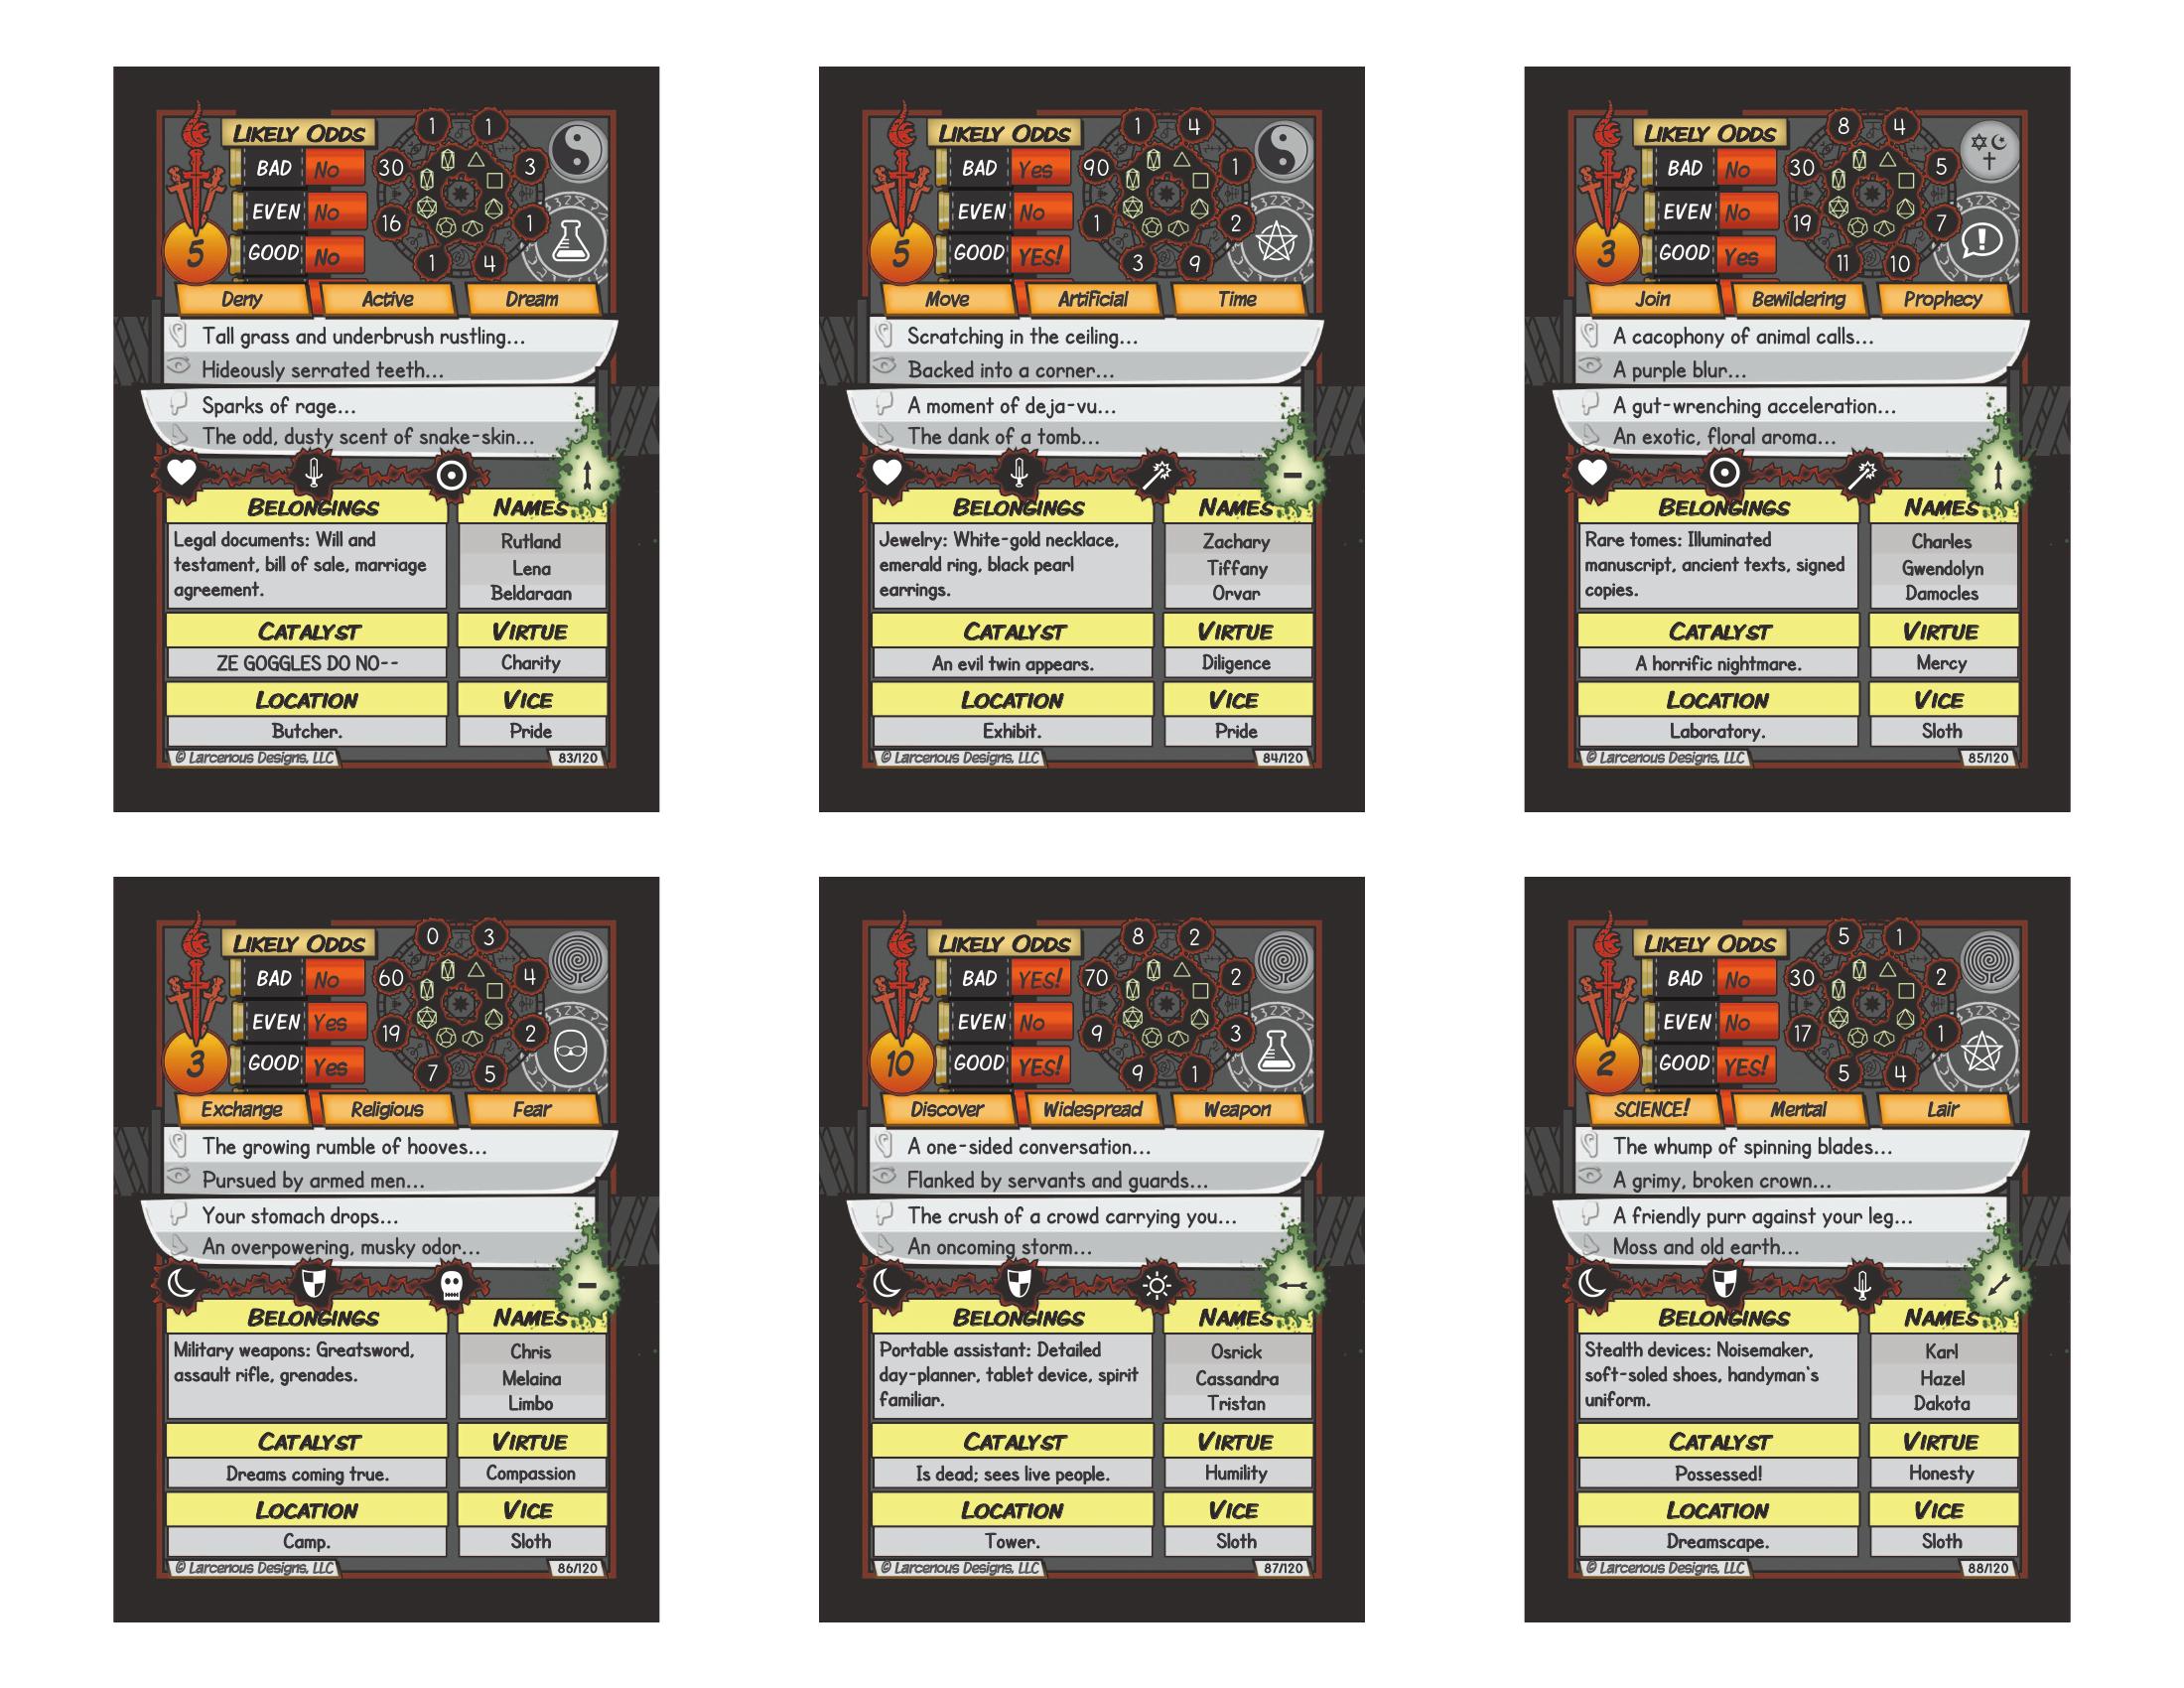 LIKELY ODDS
BAD No
EVEN No
GOOD No
5
1 1
30 3
16 1
1 4
Deny Active Dream
Tall grass and underbrush rustling...
Hideously serrated teeth...
Sparks of rage...
The odd, dusty scent of snake-skin...
BELONGINGS NAMES
Legal documents: Will and
testament, bill of sale, marriage
agreement.
Rutland
Lena
Beldaraan
CATALYST VIRTUE
ZE GOGGLES DO NO-- Charity
LOCATION VICE
Butcher. Pride
© Larcenous Designs, LLC 83/120
LIKELY ODDS
BAD Yes
EVEN No
GOOD YES!
5
1 4
90 1
1 2
3 9
Move Artificial Time
Scratching in the ceiling...
Backed into a corner...
A moment of deja-vu...
The dank of a tomb...
BELONGINGS NAMES
Jewelry: White-gold necklace,
emerald ring, black pearl
earrings.
Zachary
Tiffany
Orvar
CATALYST VIRTUE
An evil twin appears. Diligence
LOCATION VICE
Exhibit. Pride
© Larcenous Designs, LLC 84/120
LIKELY ODDS
BAD No
EVEN No
GOOD Yes
3
8 4
30 5
19 7
11 10
Join Bewildering Prophecy
A cacophony of animal calls...
A purple blur...
A gut-wrenching acceleration...
An exotic, floral aroma...
BELONGINGS NAMES
Rare tomes: Illuminated
manuscript, ancient texts, signed
copies.
Charles
Gwendolyn
Damocles
CATALYST VIRTUE
A horrific nightmare. Mercy
LOCATION VICE
Laboratory. Sloth
© Larcenous Designs, LLC 85/120
LIKELY ODDS
BAD No
EVEN Yes
GOOD Yes
3
0 3
60 4
19 2
7 5
Exchange Religious Fear
The growing rumble of hooves...
Pursued by armed men...
Your stomach drops...
An overpowering, musky odor...
BELONGINGS NAMES
Military weapons: Greatsword,
assault rifle, grenades.
Chris
Melaina
Limbo
CATALYST VIRTUE
Dreams coming true. Compassion
LOCATION VICE
Camp. Sloth
© Larcenous Designs, LLC 86/120
LIKELY ODDS
BAD YES!
EVEN No
GOOD YES!
10
8 2
70 2
9 3
9 1
Discover Widespread Weapon
A one-sided conversation...
Flanked by servants and guards...
The crush of a crowd carrying you...
An oncoming storm...
BELONGINGS NAMES
Portable assistant: Detailed
day-planner, tablet device, spirit
familiar.
Osrick
Cassandra
Tristan
CATALYST VIRTUE
Is dead; sees live people. Humility
LOCATION VICE
Tower. Sloth
© Larcenous Designs, LLC 87/120
LIKELY ODDS
BAD No
EVEN No
GOOD YES!
2
5 1
30 2
17 1
5 4
SCIENCE! Mental Lair
The whump of spinning blades...
A grimy, broken crown...
A friendly purr against your leg...
Moss and old earth...
BELONGINGS NAMES
Stealth devices: Noisemaker,
soft-soled shoes, handyman's
uniform.
Karl
Hazel
Dakota
CATALYST VIRTUE
Possessed! Honesty
LOCATION VICE
Dreamscape. Sloth
© Larcenous Designs, LLC 88/120